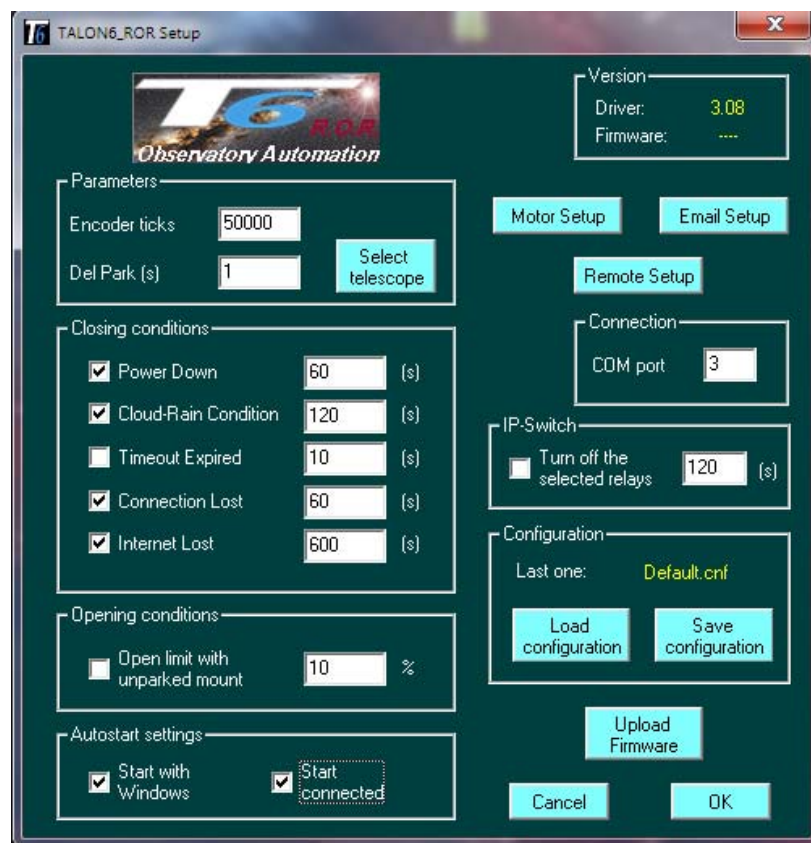 T6 TALON6_ROR Setup
X
T6
R.O.R.
Observatory Automation
Version
Driver: 3.08
Firmware: ----
Parameters
Encoder ticks 50000
Del Park (s) 1
Select
telescope
Motor Setup
Email Setup
Remote Setup
Closing conditions
Power Down 60 (s)
Cloud-Rain Condition 120 (s)
Timeout Expired 10 (s)
Connection Lost 60 (s)
Internet Lost 600 (s)
Connection
COM port 3
IP-Switch
Turn off the
selected relays 120 (s)
Configuration
Last one: Default.cnf
Load
configuration
Save
configuration
Opening conditions
Open limit with
unparked mount 10 %
Autostart settings
Start with
Windows
Start
connected
Upload
Firmware
Cancel
OK